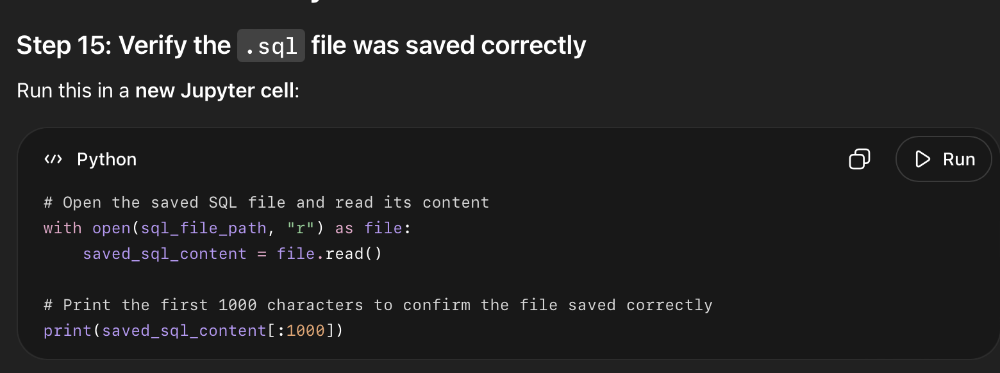 Step 15: Verify the .sql file was saved correctly
Run this in a new Jupyter cell:
Python
Run
# Open the saved SQL file and read its content
with open(sql_file_path, "r") as file:
    saved_sql_content = file.read()
# Print the first 1000 characters to confirm the file saved correctly
print(saved_sql_content[:1000])